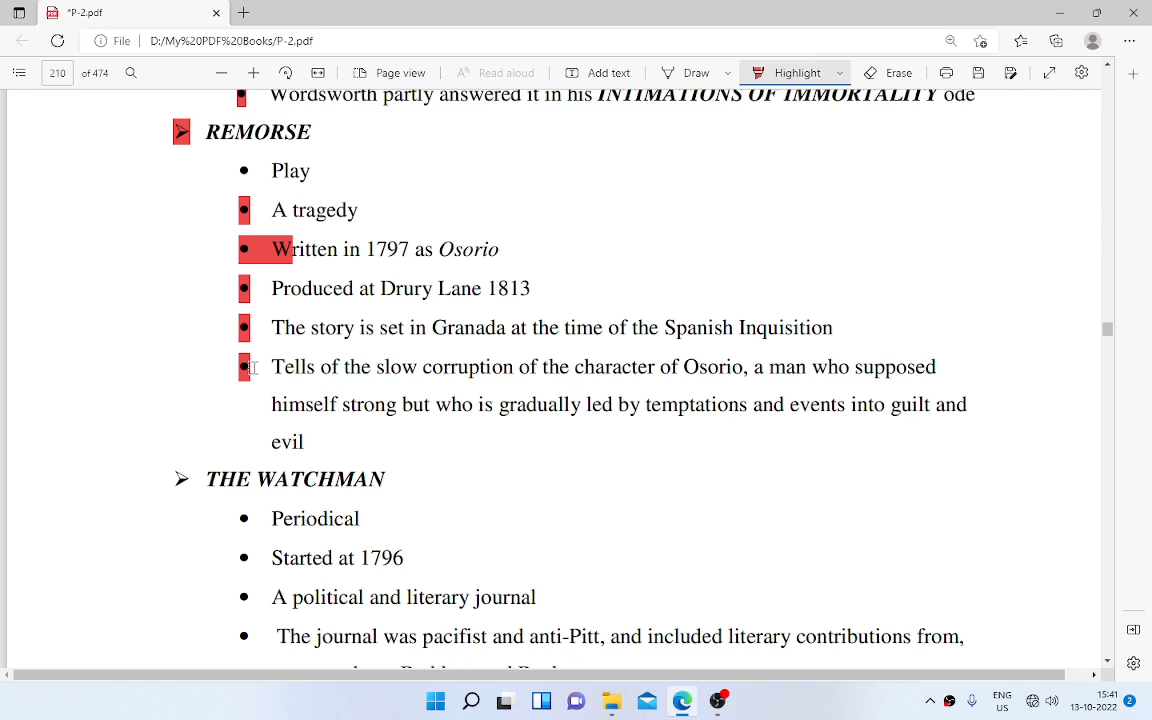 *P-2.pdf
File D:/My%20PDF%20Books/P-2.pdf
210 of 474 Page view Read aloud Add text Draw Highlight Erase
Wordsworth partly answered it in his INTIMATIONS OF IMMORTALITY ode
REMORSE
Play
A tragedy
Written in 1797 as Osorio
Produced at Drury Lane 1813
The story is set in Granada at the time of the Spanish Inquisition
Tells of the slow corruption of the character of Osorio, a man who supposed
himself strong but who is gradually led by temptations and events into guilt and
evil
THE WATCHMAN
Periodical
Started at 1796
A political and literary journal
The journal was pacifist and anti-Pitt, and included literary contributions from,
ENG
US
15:41
13-10-2022
2